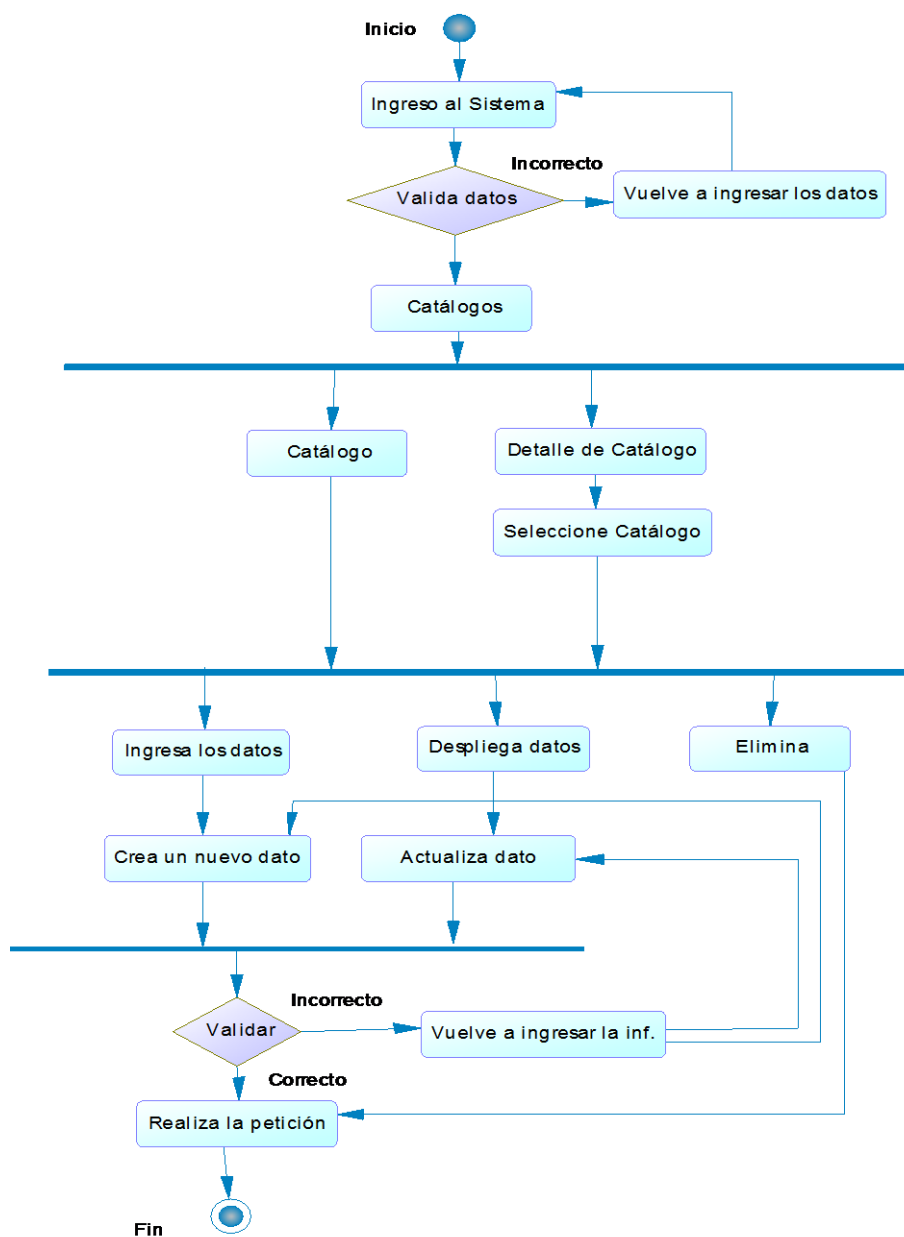 Inicio
Ingreso al Sistema
Incorrecto
Valida datos
Vuelve a ingresar los datos
Catálogos
Catálogo
Detalle de Catálogo
Seleccione Catálogo
Ingresa los datos
Despliega datos
Elimina
Crea un nuevo dato
Actualiza dato
Incorrecto
Validar
Vuelve a ingresar la inf.
Correcto
Realiza la petición
Fin